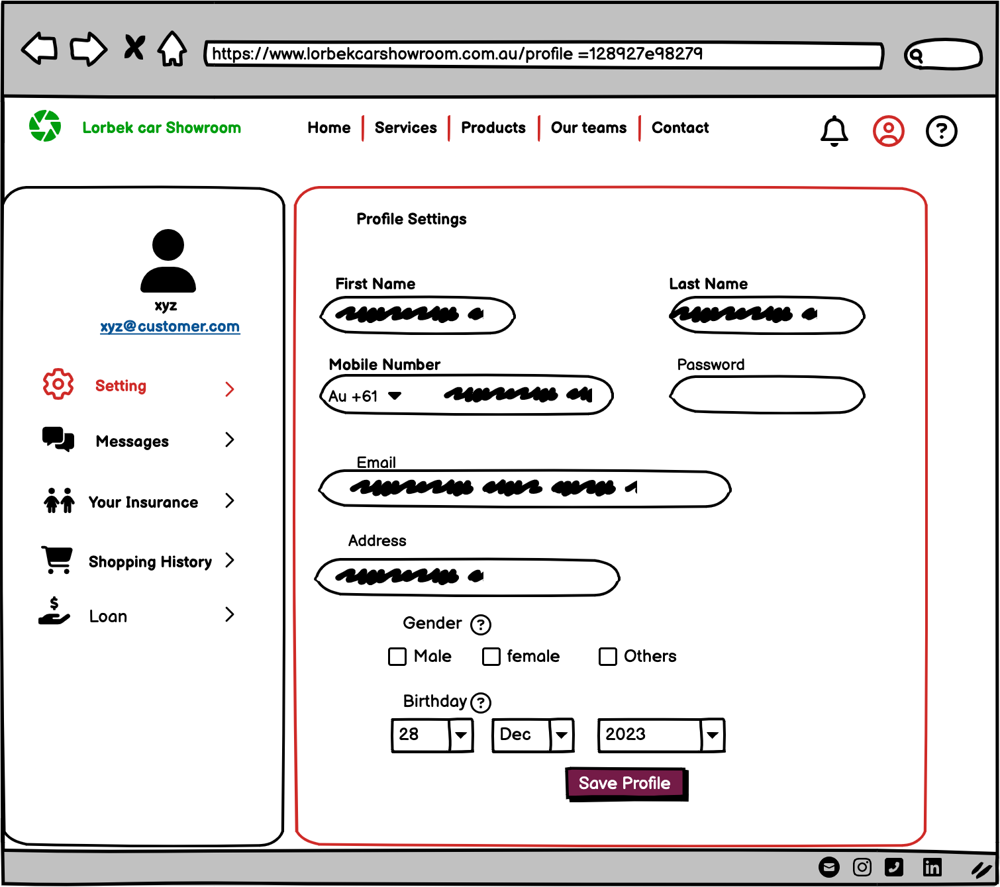 https://www.lorbekcarshowroom.com.au/profile =128927e98279
Lorbek car Showroom
Home
Services
Products
Our teams
Contact
xyz
xyz@customer.com
Setting
Messages
Your Insurance
Shopping History
Loan
Profile Settings
First Name
Last Name
Mobile Number
Password
Au +61
Email
Address
Gender ?
Male
female
Others
Birthday ?
28
Dec
2023
Save Profile